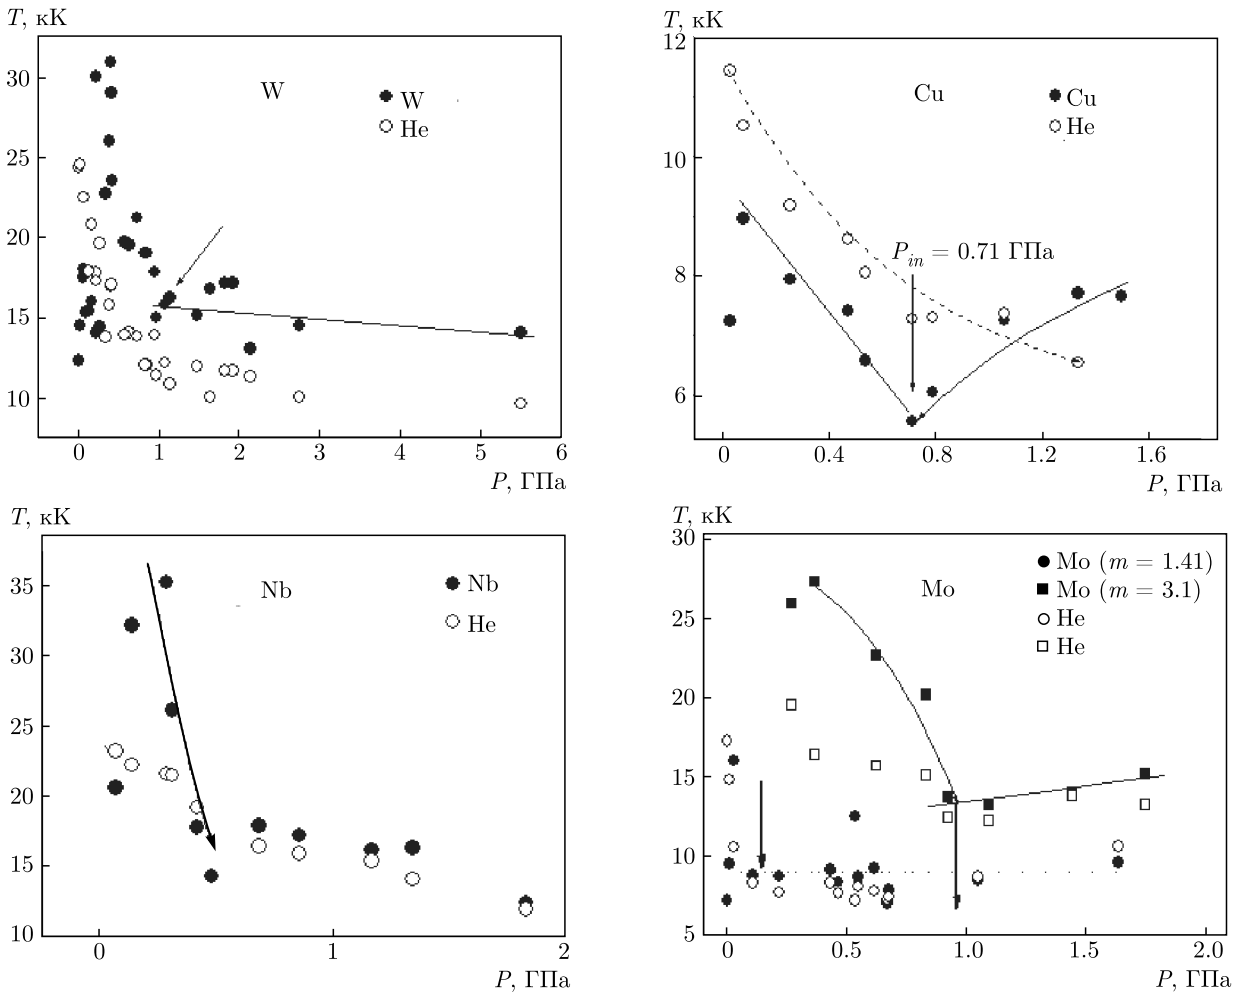 T, кК
30
25
20
15
10
W
W
He
0 1 2 3 4 5 6
P, ГПа
T, кК
12
10
8
6
Cu
Cu
He
P_in = 0.71 ГПа
0 0.4 0.8 1.2 1.6
P, ГПа
T, кК
35
30
25
20
15
10
Nb
Nb
He
0 1 2
P, ГПа
T, кК
30
25
20
15
10
5
Mo
Mo (m = 1.41)
Mo (m = 3.1)
He
He
0 0.5 1.0 1.5 2.0
P, ГПа